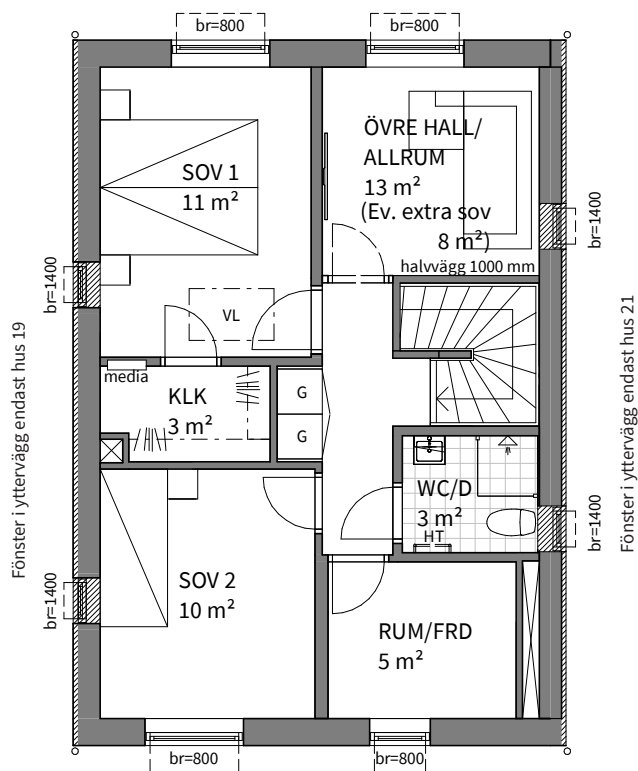 br=800
br=800
SOV 1
11 m²
ÖVRE HALL/
ALLRUM
13 m²
(Ev. extra sov
8 m²)
halvvägg 1000 mm
br=1400
br=1400
VL
media
KLK
3 m²
G
G
Fönster i yttervägg endast hus 19
Fönster i yttervägg endast hus 21
WC/D
3 m²
HT
br=1400
br=1400
SOV 2
10 m²
RUM/FRD
5 m²
br=800
br=800